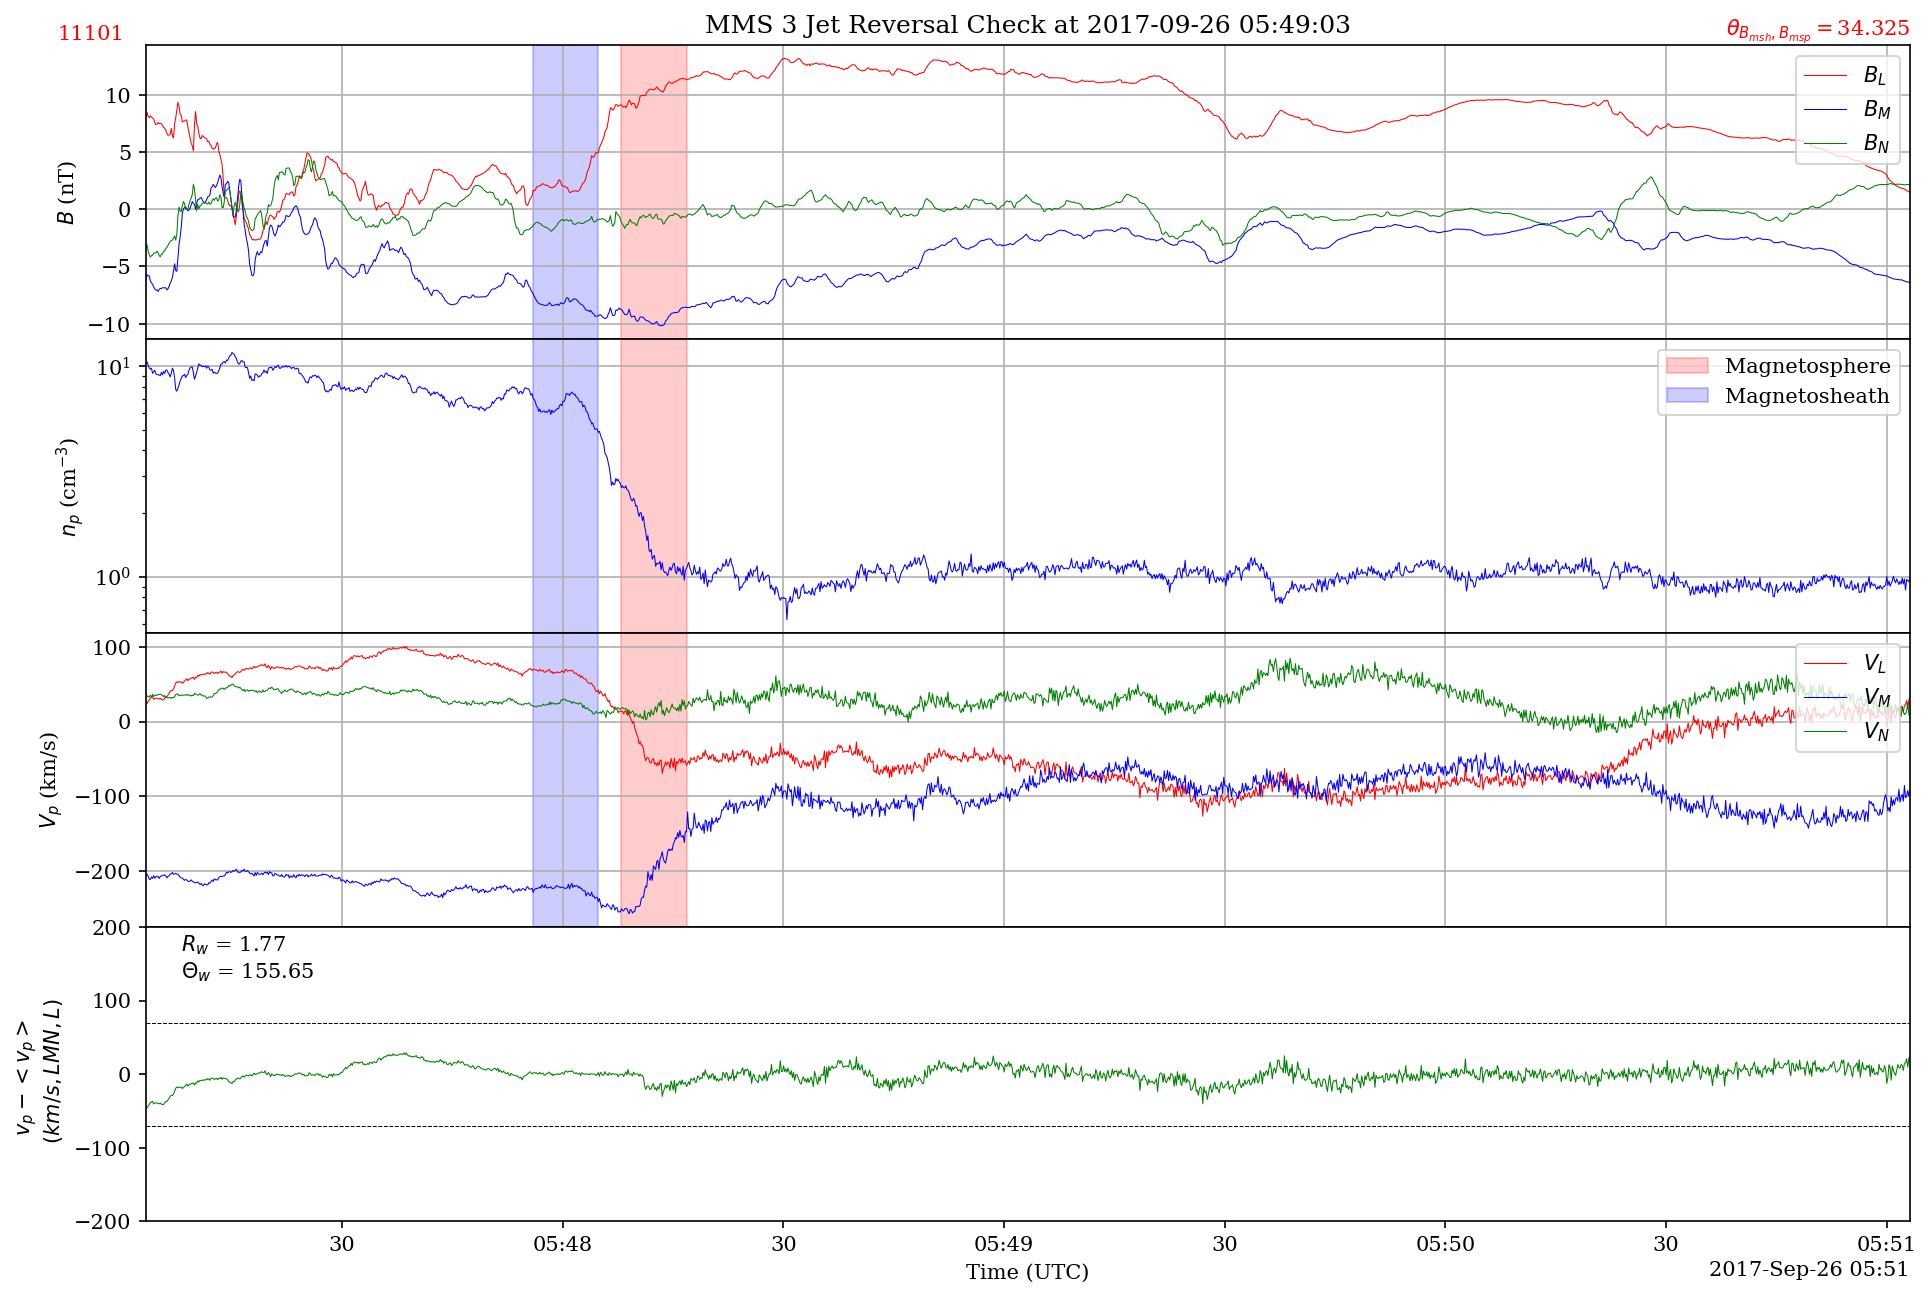 11101
MMS 3 Jet Reversal Check at 2017-09-26 05:49:03
θ_{B_{msh}, B_{msp}} = 34.325
10
5
0
−5
−10
B (nT)
B_L
B_M
B_N
10^1
10^0
n_p (cm^{−3})
Magnetosphere
Magnetosheath
100
0
−100
−200
V_p (km/s)
V_L
V_M
V_N
200
100
0
−100
−200
v_p − < v_p >
(km/s, LMN, L)
R_w = 1.77
Θ_w = 155.65
30
05:48
30
05:49
30
05:50
30
05:51
Time (UTC)
2017-Sep-26 05:51